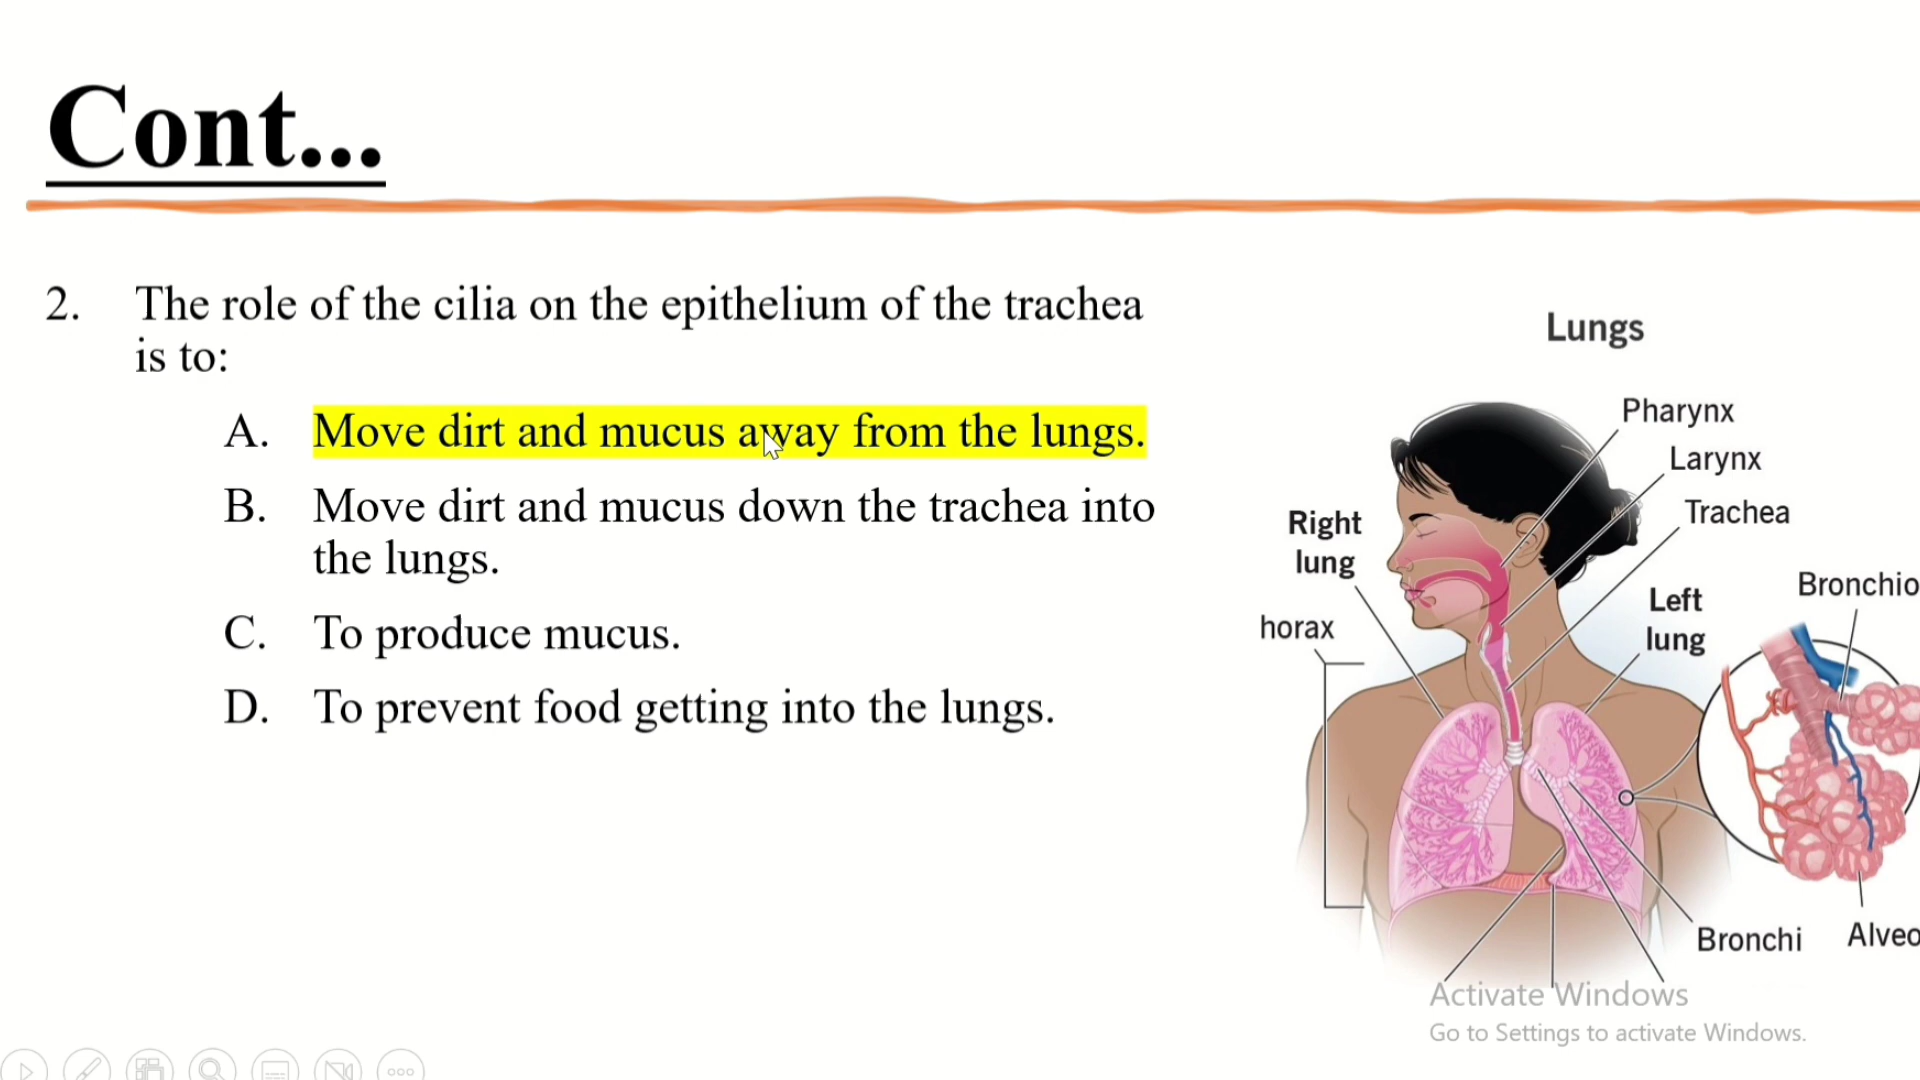 Cont...
2. The role of the cilia on the epithelium of the trachea
is to:
A. Move dirt and mucus away from the lungs.
B. Move dirt and mucus down the trachea into
the lungs.
C. To produce mucus.
D. To prevent food getting into the lungs.
Lungs
Pharynx
Larynx
Trachea
Right
lung
Left
lung
Bronchio
horax
Bronchi
Alveo
Activate Windows
Go to Settings to activate Windows.